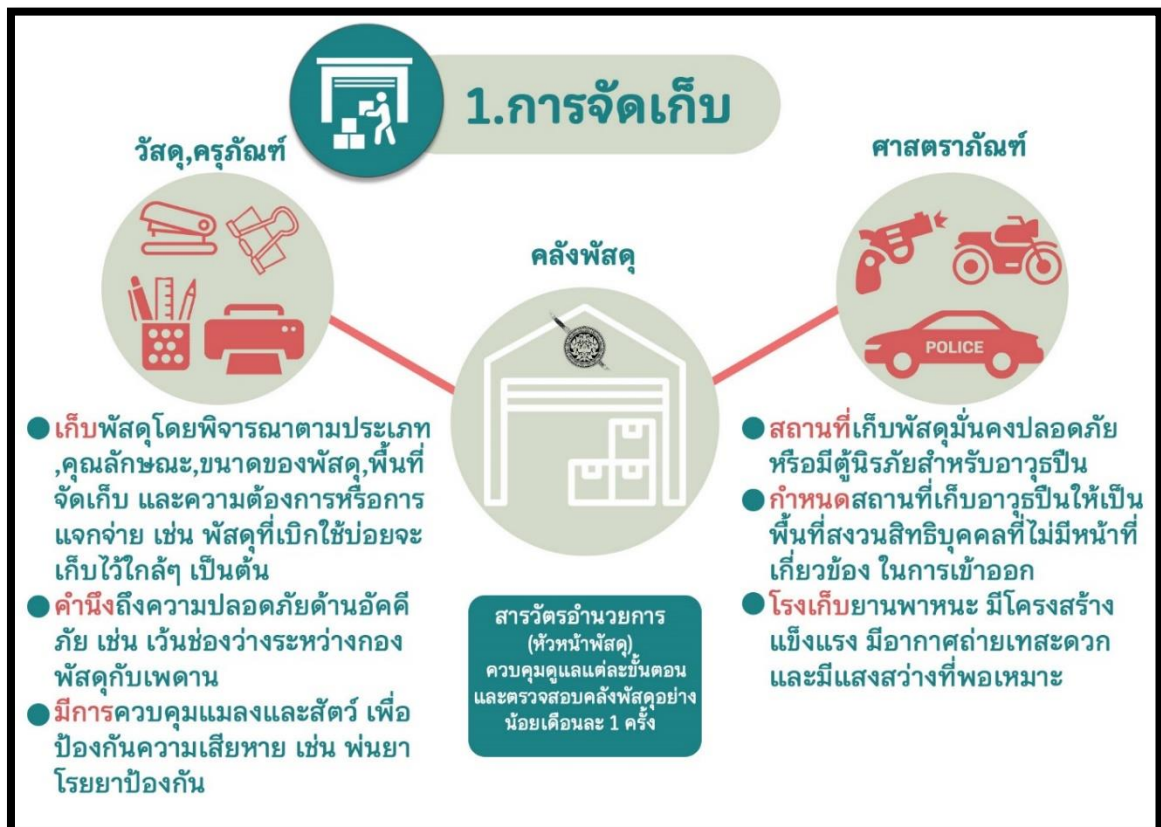 1.การจัดเก็บ
วัสดุ,ครุภัณฑ์
ศาสตราภัณฑ์
คลังพัสดุ
POLICE
เก็บพัสดุโดยพิจารณาตามประเภท
,คุณลักษณะ,ขนาดของพัสดุ,พื้นที่
จัดเก็บ และความต้องการหรือการ
แจกจ่าย เช่น พัสดุที่เบิกใช้บ่อยจะ
เก็บไว้ใกล้ๆ เป็นต้น
คำนึงถึงความปลอดภัยด้านอัคคี
ภัย เช่น เว้นช่องว่างระหว่างกอง
พัสดุกับเพดาน
มีการควบคุมแมลงและสัตว์ เพื่อ
ป้องกันความเสียหาย เช่น พ่นยา
โรยยาป้องกัน
สารวัตรอำนวยการ
(หัวหน้าพัสดุ)
ควบคุมดูแลแต่ละขั้นตอน
และตรวจสอบคลังพัสดุอย่าง
น้อยเดือนละ 1 ครั้ง
สถานที่เก็บพัสดุมั่นคงปลอดภัย
หรือมีตู้นิรภัยสำหรับอาวุธปืน
กำหนดสถานที่เก็บอาวุธปืนให้เป็น
พื้นที่สงวนสิทธิบุคคลที่ไม่มีหน้าที่
เกี่ยวข้อง ในการเข้าออก
โรงเก็บยานพาหนะ มีโครงสร้าง
แข็งแรง มีอากาศถ่ายเทสะดวก
และมีแสงสว่างที่พอเหมาะ